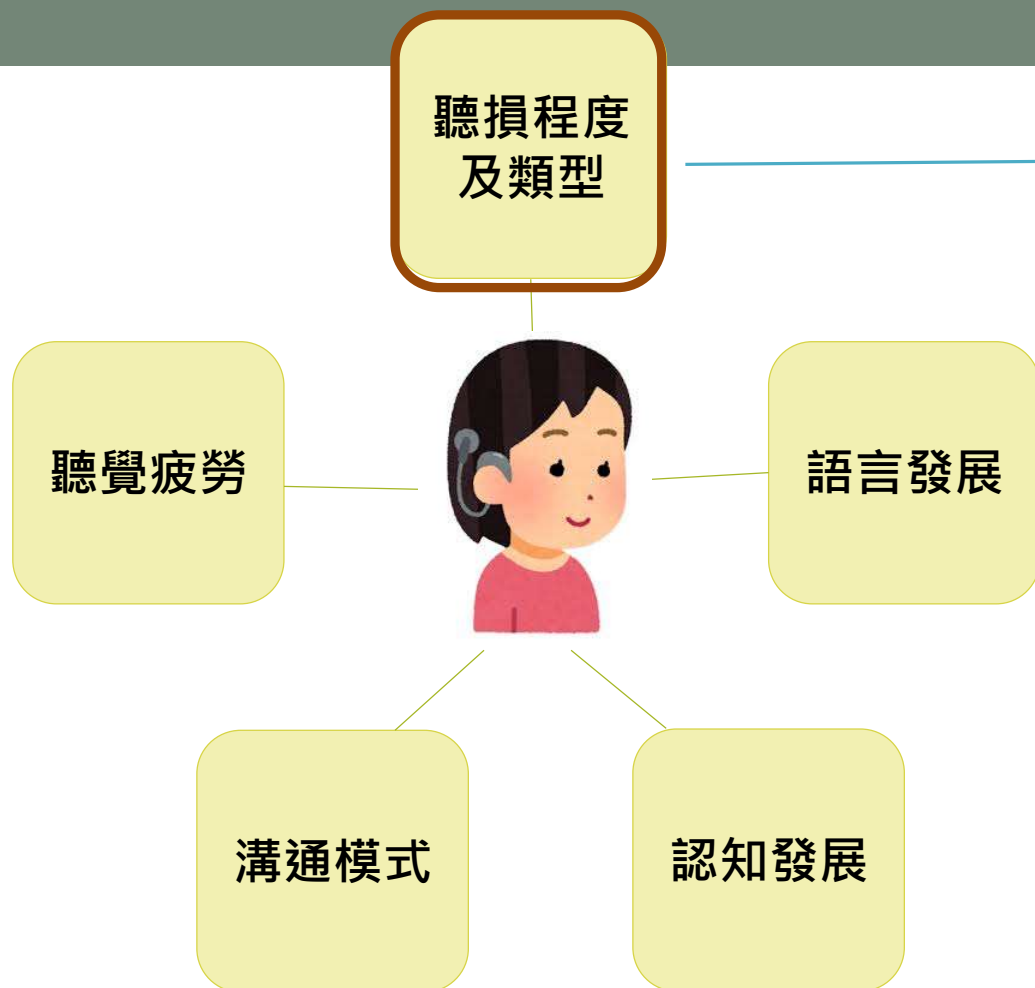 聽損程度
及類型
聽覺疲勞
語言發展
溝通模式
認知發展